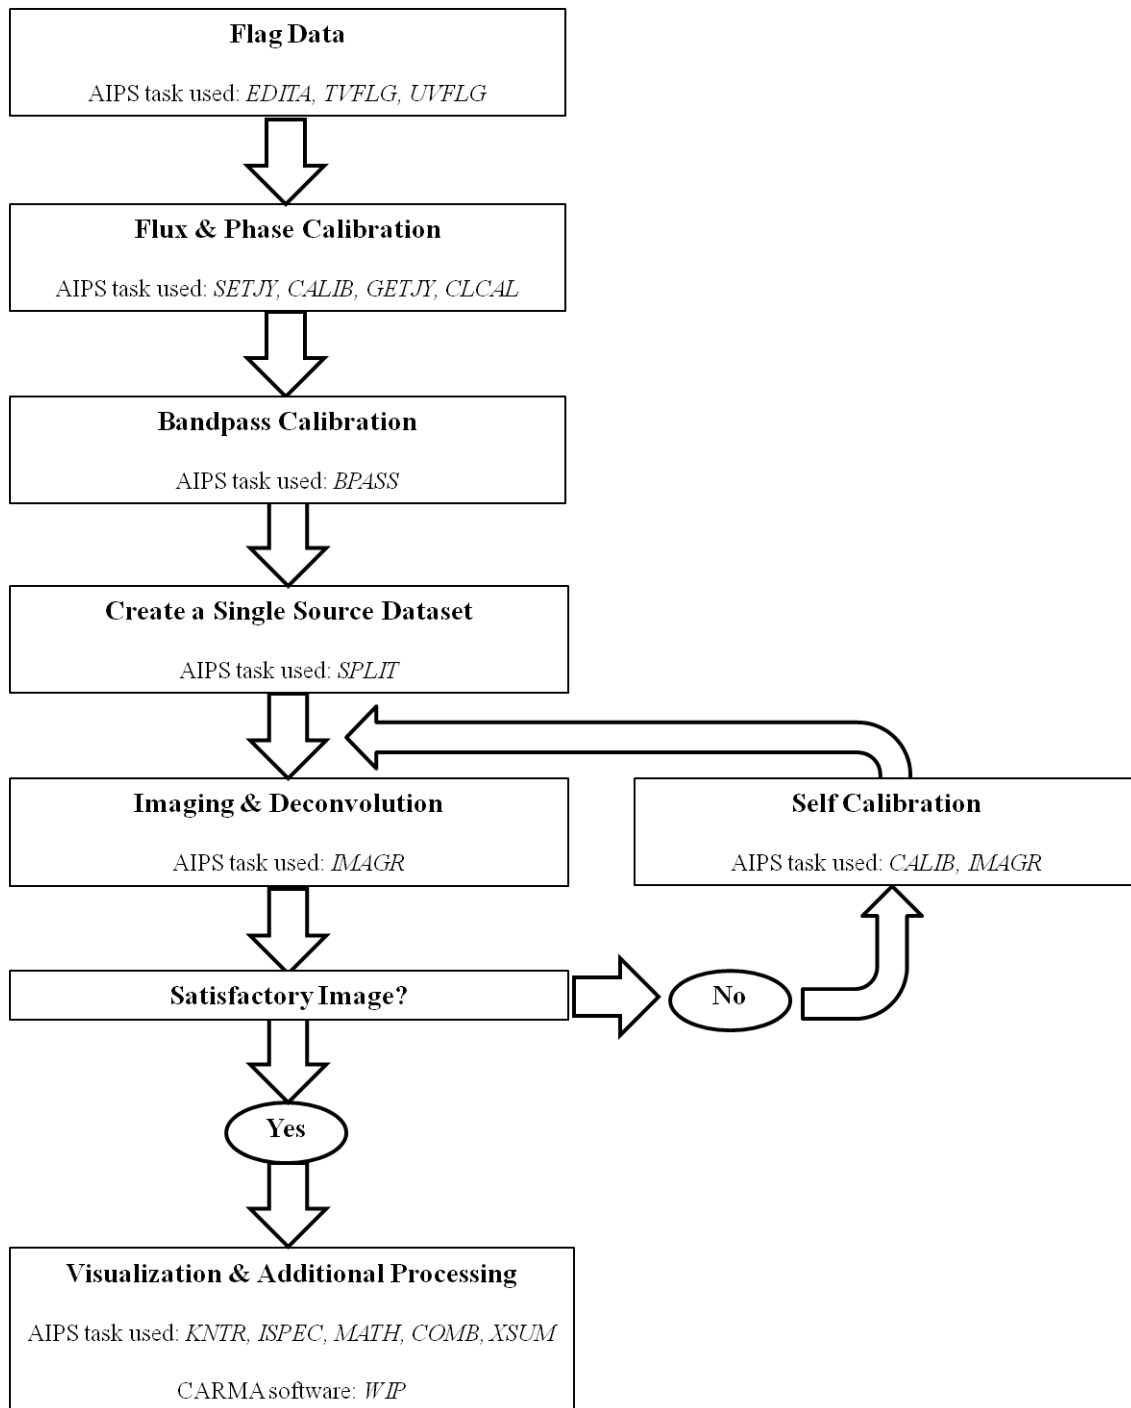 Flag Data
AIPS task used: EDITA, TVFLG, UVFLG
Flux & Phase Calibration
AIPS task used: SETJY, CALIB, GETJY, CLCAL
Bandpass Calibration
AIPS task used: BPASS
Create a Single Source Dataset
AIPS task used: SPLIT
Imaging & Deconvolution
AIPS task used: IMAGR
Self Calibration
AIPS task used: CALIB, IMAGR
Satisfactory Image?
No
Yes
Visualization & Additional Processing
AIPS task used: KNTR, ISPEC, MATH, COMB, XSUM
CARMA software: WIP